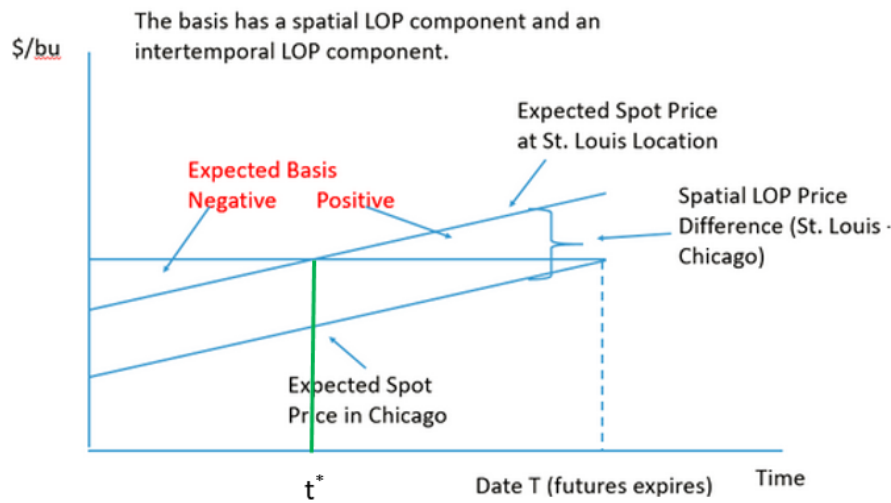 The basis has a spatial LOP component and an
intertemporal LOP component.
$/bu
Expected Spot Price
at St. Louis Location
Expected Basis
Negative Positive
Spatial LOP Price
Difference (St. Louis -
Chicago)
Expected Spot
Price in Chicago
t*
Date T (futures expires)
Time